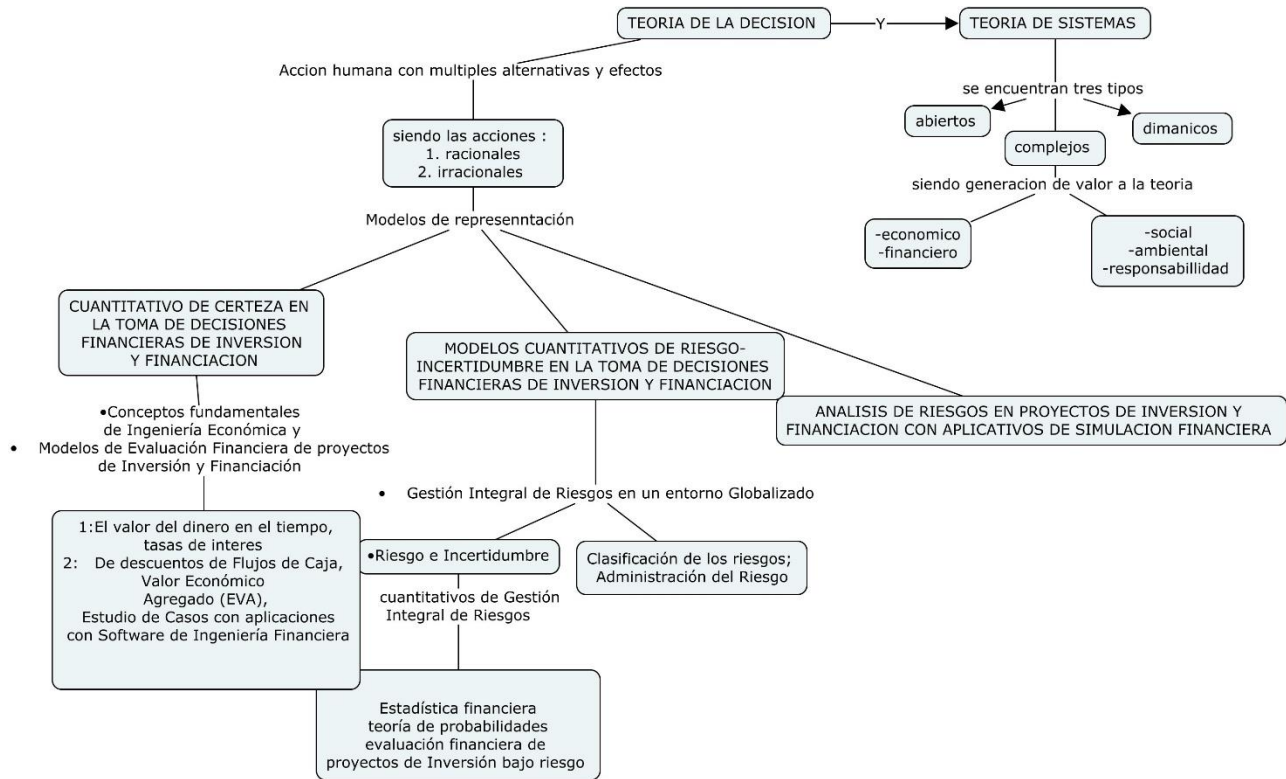 TEORIA DE LA DECISION
Y
TEORIA DE SISTEMAS
Accion humana con multiples alternativas y efectos
se encuentran tres tipos
abiertos
dimanicos
complejos
siendo las acciones :
1. racionales
2. irracionales
siendo generacion de valor a la teoria
Modelos de represenntación
-economico
-financiero
-social
-ambiental
-responsabillidad
CUANTITATIVO DE CERTEZA EN
LA TOMA DE DECISIONES
FINANCIERAS DE INVERSION
Y FINANCIACION
MODELOS CUANTITATIVOS DE RIESGO-
INCERTIDUMBRE EN LA TOMA DE DECISIONES
FINANCIERAS DE INVERSION Y FINANCIACION
ANALISIS DE RIESGOS EN PROYECTOS DE INVERSION Y
FINANCIACION CON APLICATIVOS DE SIMULACION FINANCIERA
•Conceptos fundamentales
de Ingeniería Económica y
• Modelos de Evaluación Financiera de proyectos
de Inversión y Financiación
• Gestión Integral de Riesgos en un entorno Globalizado
1:El valor del dinero en el tiempo,
tasas de interes
2: De descuentos de Flujos de Caja,
Valor Económico
Agregado (EVA),
Estudio de Casos con aplicaciones
con Software de Ingeniería Financiera
•Riesgo e Incertidumbre
Clasificación de los riesgos;
Administración del Riesgo
cuantitativos de Gestión
Integral de Riesgos
Estadística financiera
teoría de probabilidades
evaluación financiera de
proyectos de Inversión bajo riesgo